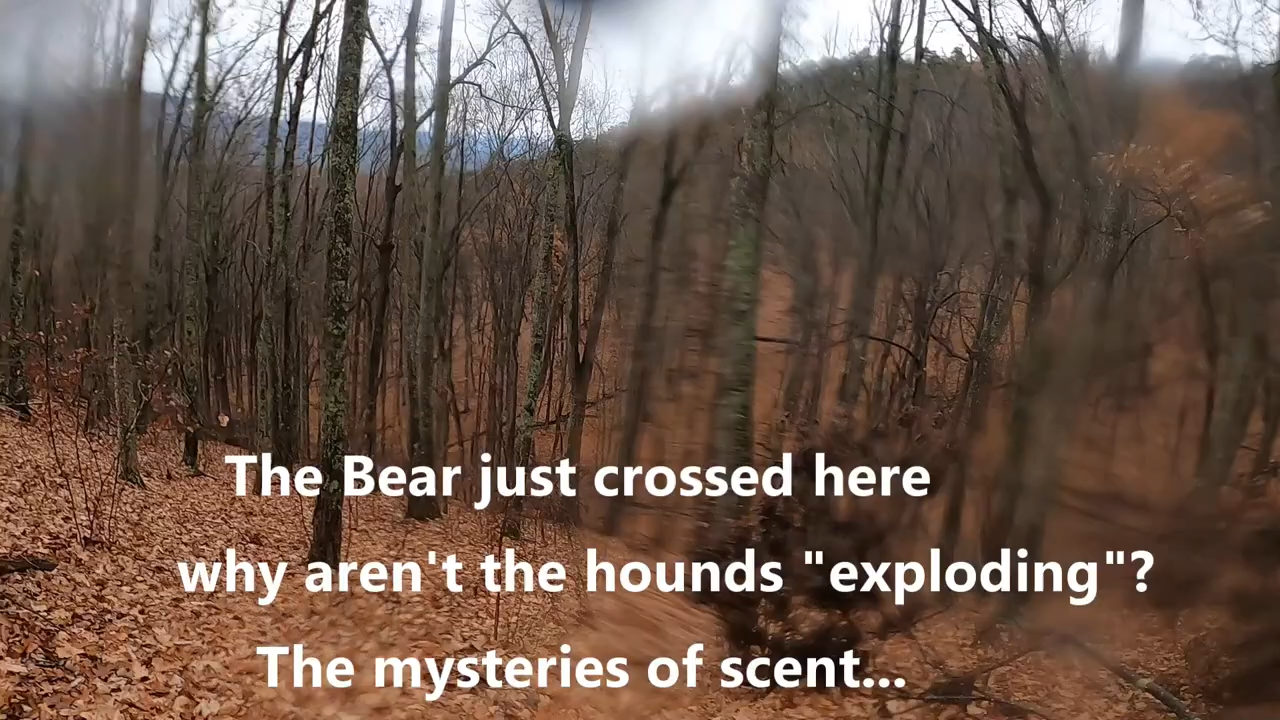 The Bear just crossed here
why aren't the hounds "exploding"?
The mysteries of scent...